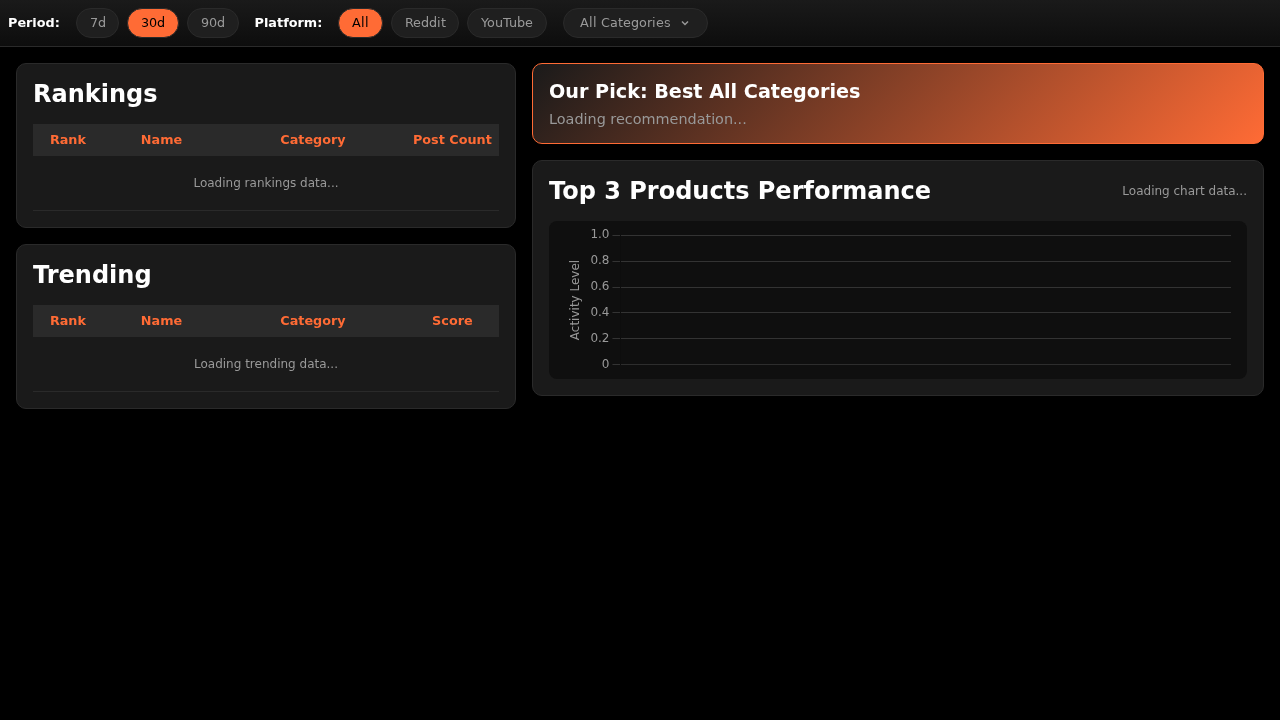 Period: 7d 30d 90d Platform: All Reddit YouTube All Categories
Rankings
Rank Name Category Post Count
Loading rankings data...
Trending
Rank Name Category Score
Loading trending data...
Our Pick: Best All Categories
Loading recommendation...
Top 3 Products Performance
Loading chart data...
Activity Level
1.0
0.8
0.6
0.4
0.2
0